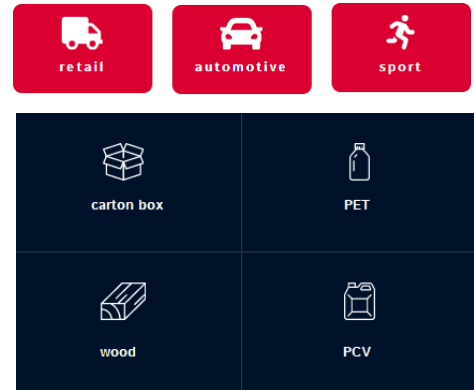 retail
automotive
sport
carton box
PET
wood
PCV